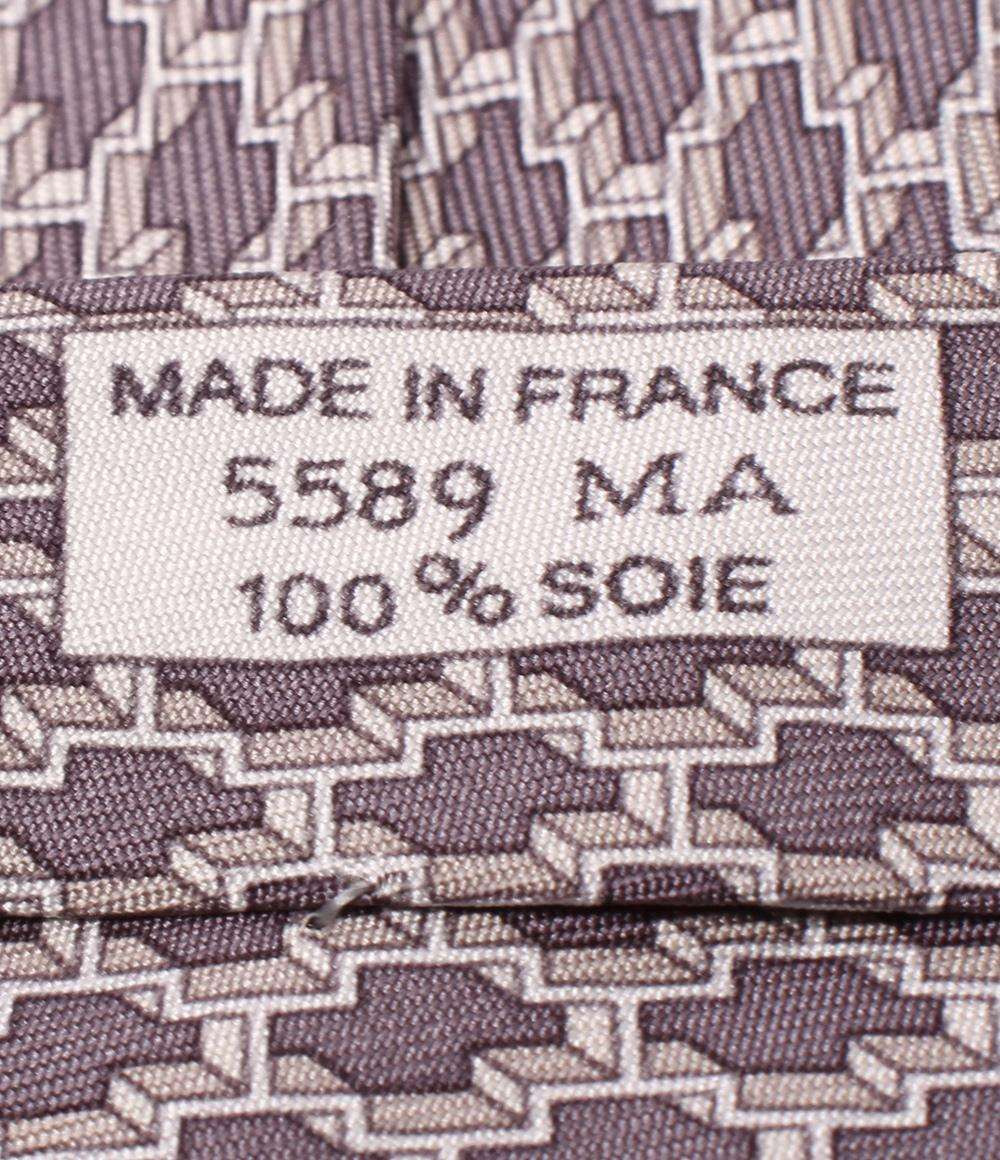 MADE IN FRANCE
5589 MA
100% SOIE